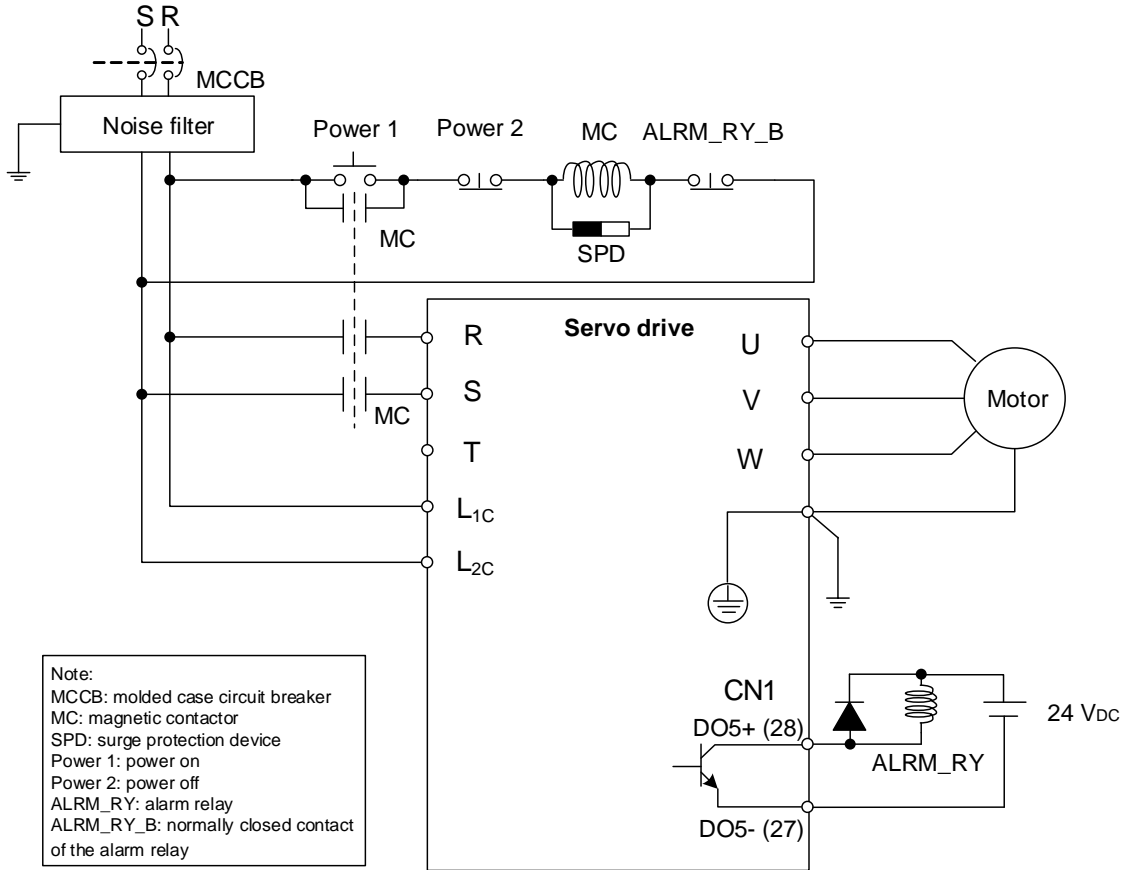 S R
MCCB
Noise filter
Power 1
Power 2
MC
ALRM_RY_B
MC
SPD
Servo drive
R
S
MC
T
L1C
L2C
U
V
W
Motor
Note:
MCCB: molded case circuit breaker
MC: magnetic contactor
SPD: surge protection device
Power 1: power on
Power 2: power off
ALRM_RY: alarm relay
ALRM_RY_B: normally closed contact
of the alarm relay
CN1
DO5+ (28)
DO5- (27)
ALRM_RY
24 VDC